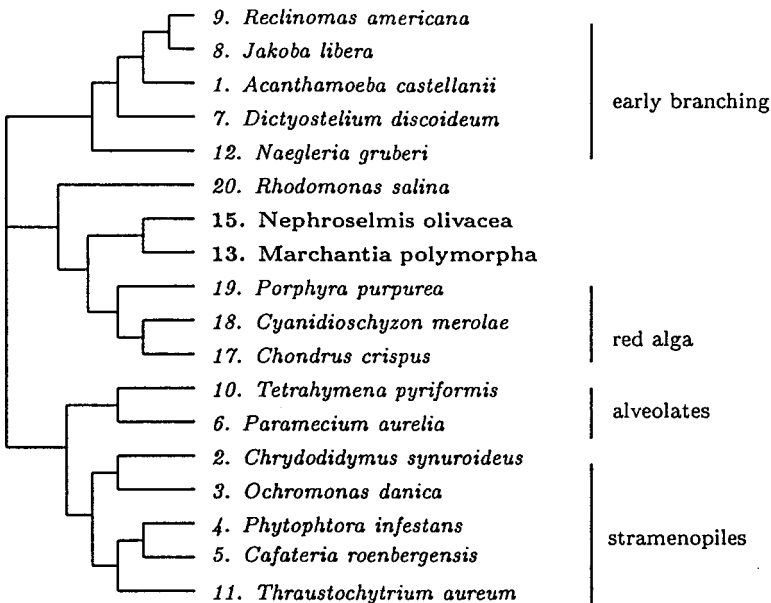 9. Reclinomas americana
8. Jakoba libera
1. Acanthamoeba castellanii
7. Dictyostelium discoideum
12. Naegleria gruberi
early branching
20. Rhodomonas salina
15. Nephroselmis olivacea
13. Marchantia polymorpha
19. Porphyra purpurea
18. Cyanidioschyzon merolae
17. Chondrus crispus
red alga
10. Tetrahymena pyriformis
6. Paramecium aurelia
alveolates
2. Chrydodidymus synuroideus
3. Ochromonas danica
4. Phytophtora infestans
5. Cafateria roenbergensis
11. Thraustochytrium aureum
stramenopiles